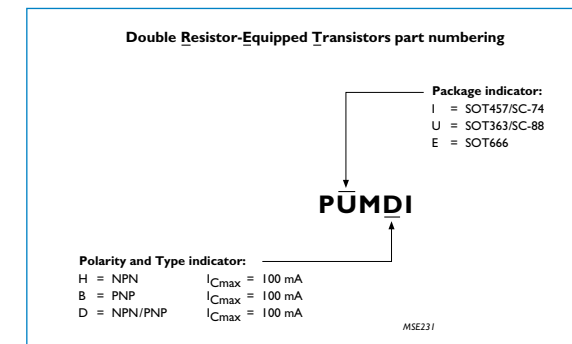 Double Resistor-Equipped Transistors part numbering
Package indicator:
I = SOT457/SC-74
U = SOT363/SC-88
E = SOT666
PUMDI
Polarity and Type indicator:
H = NPN ICmax = 100 mA
B = PNP ICmax = 100 mA
D = NPN/PNP ICmax = 100 mA
MSE231